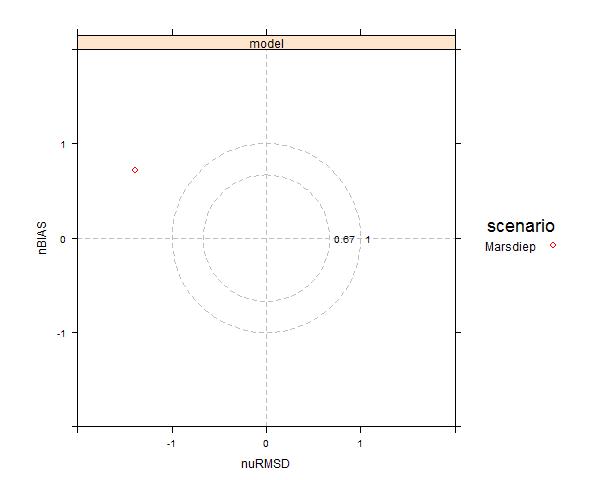 model
1
0
-1
nBIAS
0.67 1
-1 0 1
nuRMSD
scenario
Marsdiep